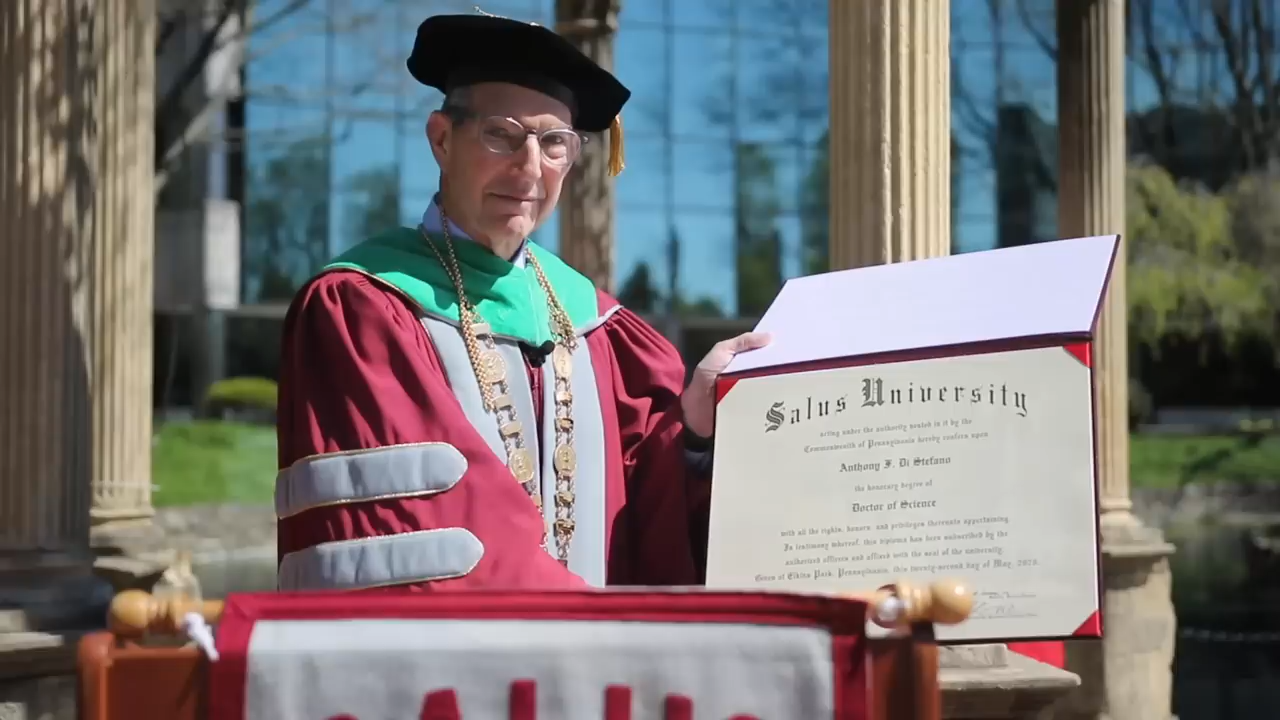 Salus University
acting under the authority vested in it by the
Commonwealth of Pennsylvania hereby confers upon
Anthony F. Di Stefano
the honorary degree of
Doctor of Science
with all the rights, honors, and privileges thereunto appertaining
In testimony whereof, this diploma has been subscribed by the
authorized officers and affixed with the seal of the university.
Given at Elkins Park, Pennsylvania, this twenty-second day of May,
SALUS